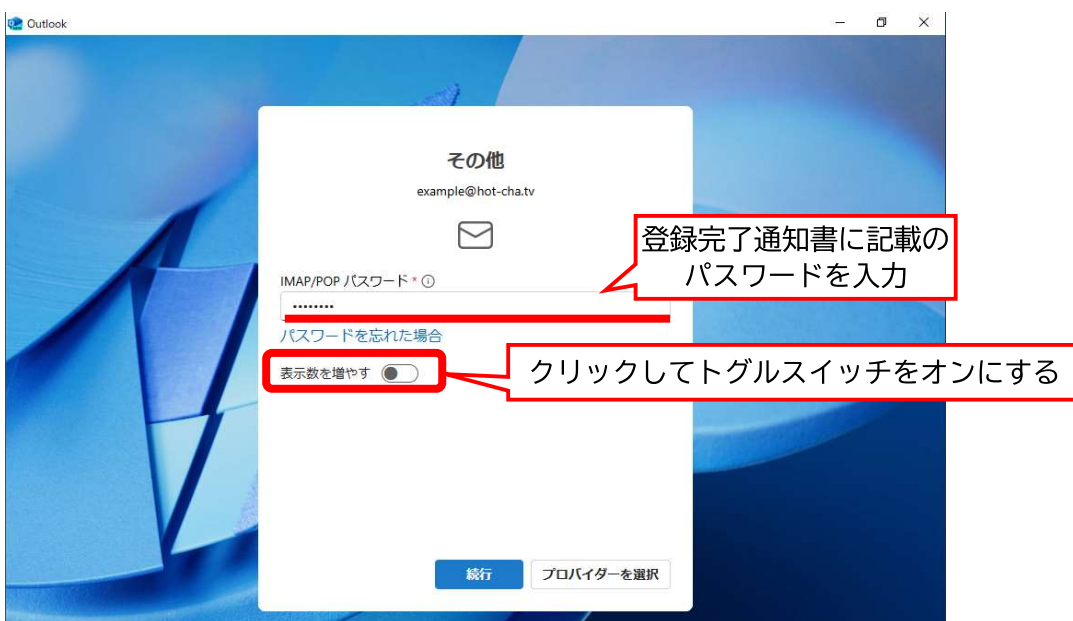 Outlook
その他
example@hot-cha.tv
登録完了通知書に記載の
パスワードを入力
IMAP/POP パスワード * ⓘ
••••••••
パスワードを忘れた場合
表示数を増やす
クリックしてトグルスイッチをオンにする
続行
プロバイダーを選択